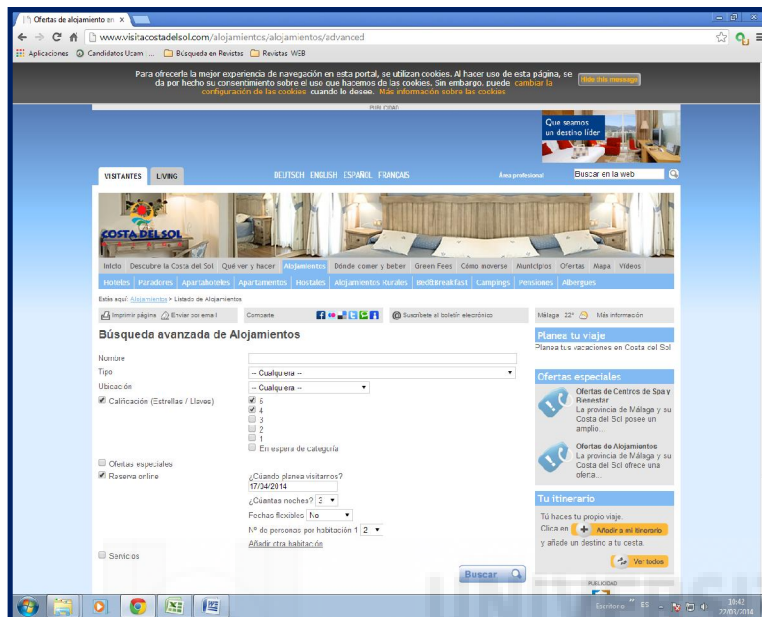 Ofertas de alojamiento en
www.visitacostadelsol.com/alojamientos/alojamientos/advanced
Aplicaciones Candidatos Ucam Búsqueda en Revistas Revistas WEB
Para ofrecerle la mejor experiencia de navegación en esta portal, se utilizan cookies. Al hacer uso de esta página, se
da por hecho su consentimiento sobre el uso que hacemos de las cookies. Sin embargo, puede cambiar la
configuración de las cookies cuando lo desee. Más información sobre las cookies
Hide this message
PUBLICIDAD
Que seamos
un destino líder
VISITANTES LIVING DEUTSCH ENGLISH ESPAÑOL FRANÇAIS Área profesional Buscar en la web
COSTA DEL SOL
Inicio Descubre la Costa del Sol Qué ver y hacer Alojamientos Dónde comer y beber Green Fees Cómo moverse Municipios Ofertas Mapa Vídeos
Hoteles Paradores Apartahoteles Apartamentos Hostales Alojamientos Rurales Bed&Breakfast Campings Pensiones Albergues
Estás aquí: Alojamientos > Listado de Alojamientos
Imprimir página Enviar por email Comparte Suscríbete al boletín electrónico Málaga 22° Más información
Búsqueda avanzada de Alojamientos
Nombre
Tipo -- Cualquiera --
Ubicación -- Cualquiera --
Calificación (Estrellas / Llaves) 5
4
3
2
1
En espera de categoría
Ofertas especiales
Reserva online ¿Cúando planea visitarnos?
17/04/2014
¿Cúantas noches? 3
Fechas flexibles No
Nº de personas por habitación 1 2
Añadir otra habitación
Servicios
Buscar
Planea tu viaje
Planea tus vacaciones en Costa del Sol
Ofertas especiales
Ofertas de Centros de Spa y
Bienestar
La provincia de Málaga y su
Costa del Sol posee un
amplio...
Ofertas de Alojamientos
La provincia de Málaga y su
Costa del Sol ofrece una
oferta...
Tu itinerario
Tú haces tu propio viaje.
Clica en Añadir a mi itinerario
y añade un destino a tu cesta.
Ver todos
PUBLICIDAD
Escritorio ES 10:42
22/03/2014